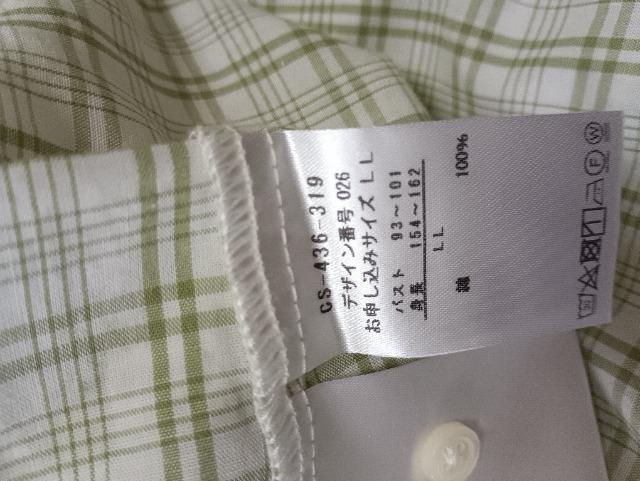 CS-436-319
デザイン番号 026
お申し込みサイズ LL
バスト 93～101
身長 154～162
LL
綿 100%